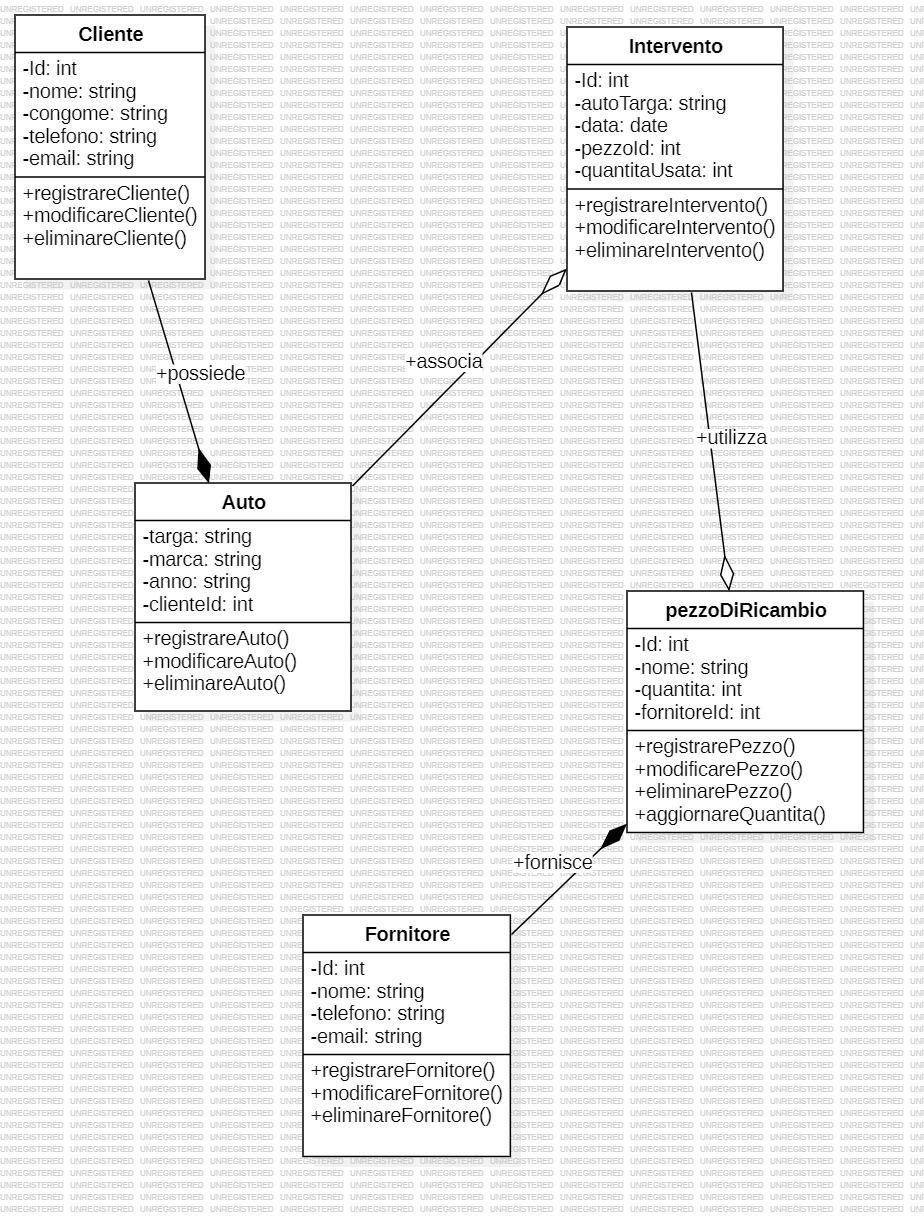 Cliente
-Id: int
-nome: string
-congome: string
-telefono: string
-email: string
+registrareCliente()
+modificareCliente()
+eliminareCliente()
Intervento
-Id: int
-autoTarga: string
-data: date
-pezzoId: int
-quantitaUsata: int
+registrareIntervento()
+modificareIntervento()
+eliminareIntervento()
+possiede
+associa
+utilizza
Auto
-targa: string
-marca: string
-anno: string
-clienteId: int
+registrareAuto()
+modificareAuto()
+eliminareAuto()
pezzoDiRicambio
-Id: int
-nome: string
-quantita: int
-fornitoreId: int
+registrarePezzo()
+modificarePezzo()
+eliminarePezzo()
+aggiornareQuantita()
+fornisce
Fornitore
-Id: int
-nome: string
-telefono: string
-email: string
+registrareFornitore()
+modificareFornitore()
+eliminareFornitore()
UNREGISTERED